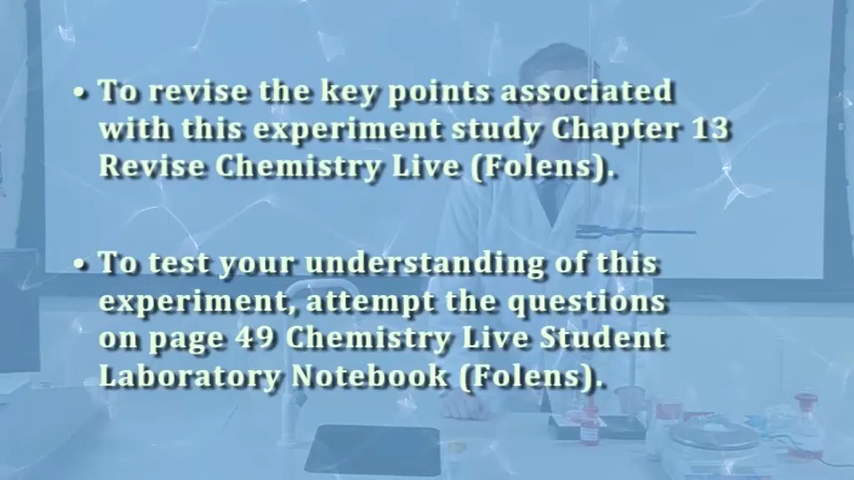 • To revise the key points associated
with this experiment study Chapter 13
Revise Chemistry Live (Folens).
• To test your understanding of this
experiment, attempt the questions
on page 49 Chemistry Live Student
Laboratory Notebook (Folens).